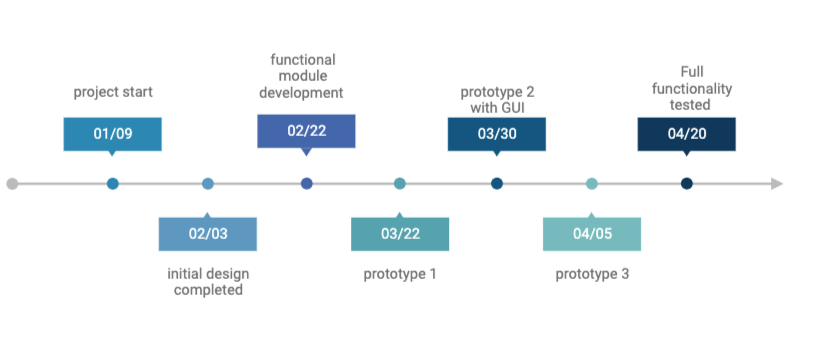 project start
01/09
02/03
initial design
completed
functional
module
development
02/22
03/22
prototype 1
prototype 2
with GUI
03/30
04/05
prototype 3
Full
functionality
tested
04/20